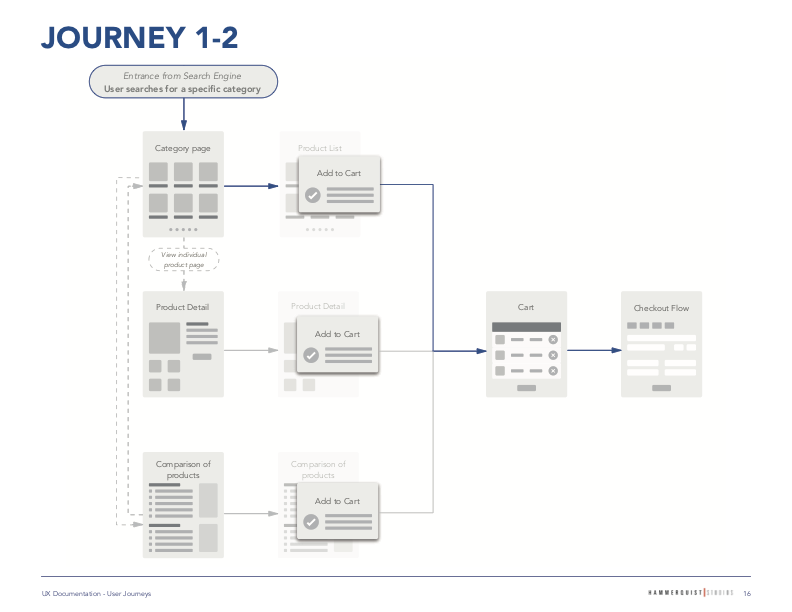 JOURNEY 1-2
Entrance from Search Engine
User searches for a specific category
Category page
Product List
Add to Cart
View individual
product page
Product Detail
Product Detail
Add to Cart
Cart
Checkout Flow
Comparison of
products
Comparison of
products
Add to Cart
UX Documentation - User Journeys
HAMMERQUIST STUDIOS
16